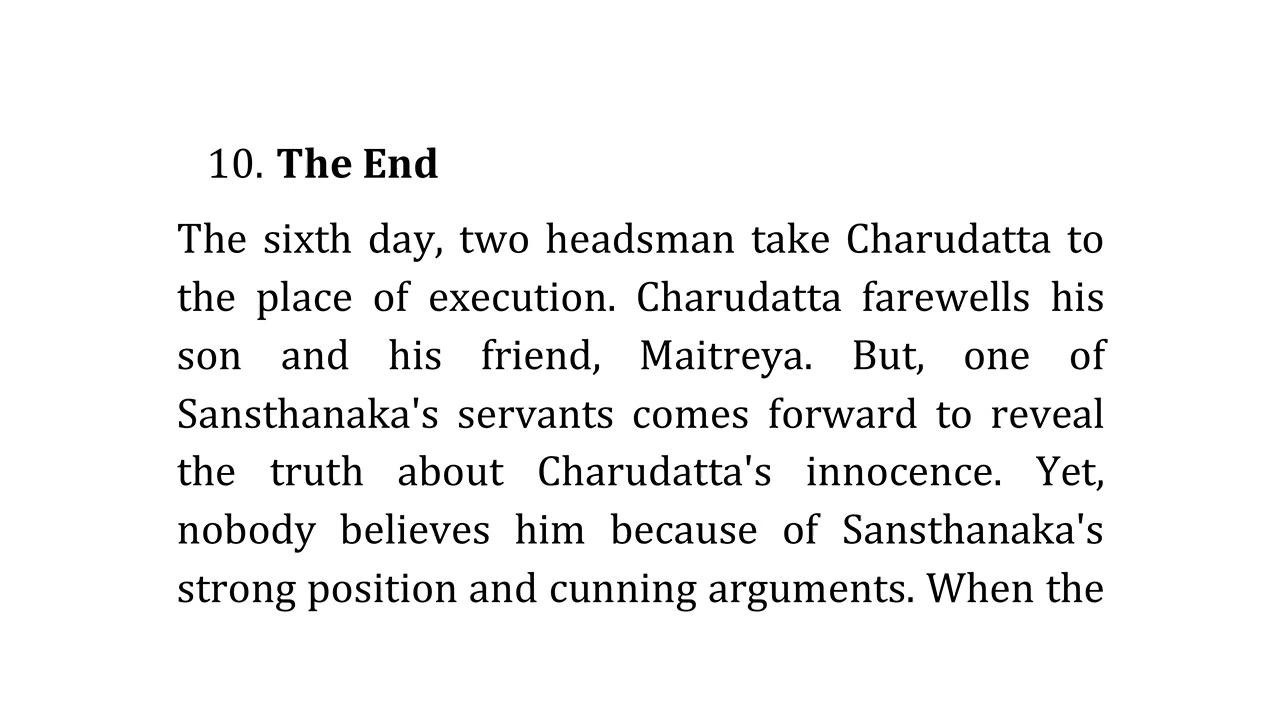 10. The End
The sixth day, two headsman take Charudatta to
the place of execution. Charudatta farewells his
son and his friend, Maitreya. But, one of
Sansthanaka's servants comes forward to reveal
the truth about Charudatta's innocence. Yet,
nobody believes him because of Sansthanaka's
strong position and cunning arguments. When the